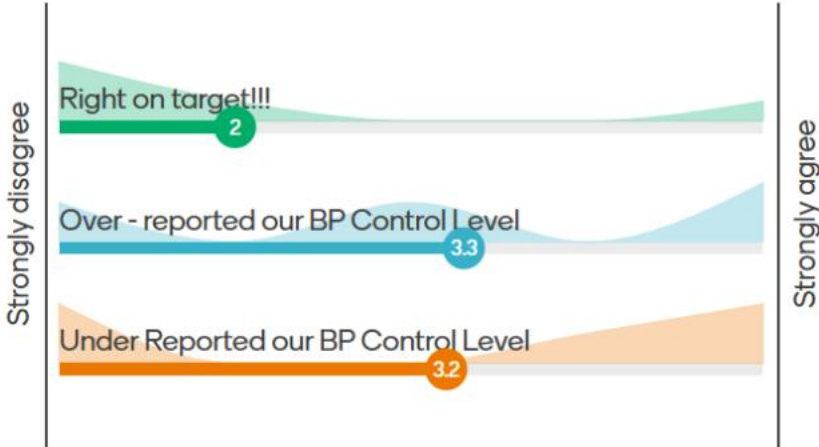 Strongly disagree
Right on target!!!
2
Over - reported our BP Control Level
3.3
Under Reported our BP Control Level
3.2
Strongly agree